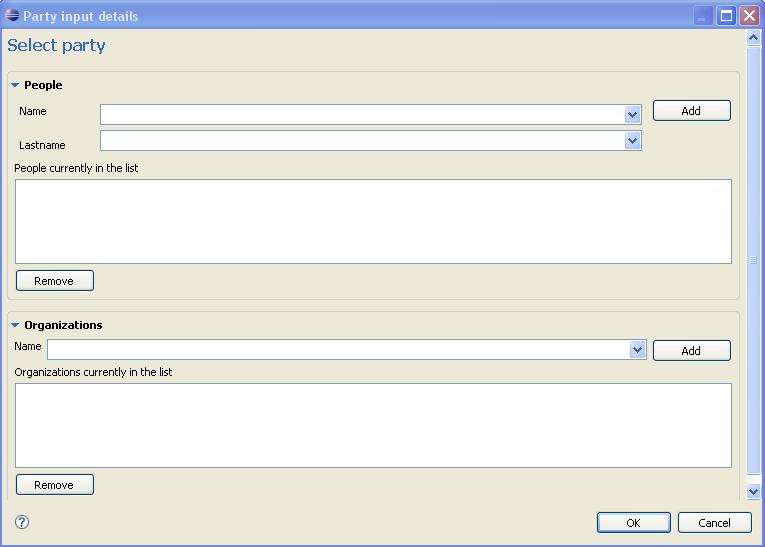 Party input details
Select party
People
Name
Add
Lastname
People currently in the list
Remove
Organizations
Name
Add
Organizations currently in the list
Remove
?
OK
Cancel